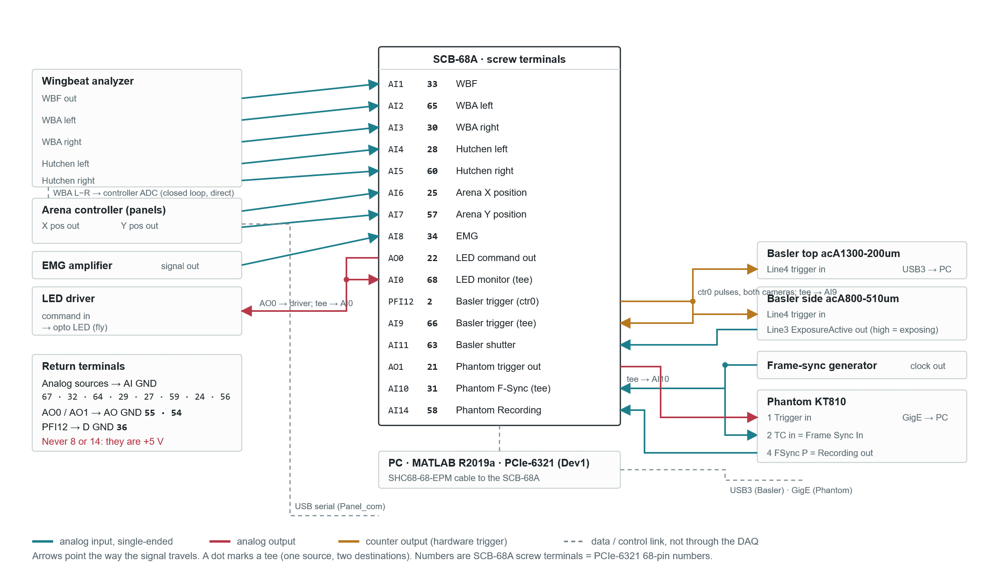 SCB-68A · screw terminals
Wingbeat analyzer
WBF out
WBA left
WBA right
Hutchen left
Hutchen right
WBA L−R → controller ADC (closed loop, direct)
Arena controller (panels)
X pos out Y pos out
EMG amplifier signal out
LED driver
command in
→ opto LED (fly)
AO0 → driver; tee → AI0
Return terminals
Analog sources → AI GND
67 · 32 · 64 · 29 · 27 · 59 · 24 · 56
AO0 / AO1 → AO GND 55 · 54
PFI12 → D GND 36
Never 8 or 14: they are +5 V
AI1 33 WBF
AI2 65 WBA left
AI3 30 WBA right
AI4 28 Hutchen left
AI5 60 Hutchen right
AI6 25 Arena X position
AI7 57 Arena Y position
AI8 34 EMG
AO0 22 LED command out
AI0 68 LED monitor (tee)
PFI12 2 Basler trigger (ctr0)
AI9 66 Basler trigger (tee)
AI11 63 Basler shutter
AO1 21 Phantom trigger out
AI10 31 Phantom F-Sync (tee)
AI14 58 Phantom Recording
PC · MATLAB R2019a · PCIe-6321 (Dev1)
SHC68-68-EPM cable to the SCB-68A
USB serial (Panel_com)
Basler top acA1300-200um
Line4 trigger in USB3 → PC
ctr0 pulses, both cameras; tee → AI9
Basler side acA800-510um
Line4 trigger in
Line3 ExposureActive out (high = exposing)
Frame-sync generator clock out
tee → AI10
Phantom KT810
1 Trigger in GigE → PC
2 TC in = Frame Sync In
4 FSync P = Recording out
USB3 (Basler) · GigE (Phantom)
analog input, single-ended
analog output
counter output (hardware trigger)
data / control link, not through the DAQ
Arrows point the way the signal travels. A dot marks a tee (one source, two destinations). Numbers are SCB-68A screw terminals = PCIe-6321 68-pin numbers.